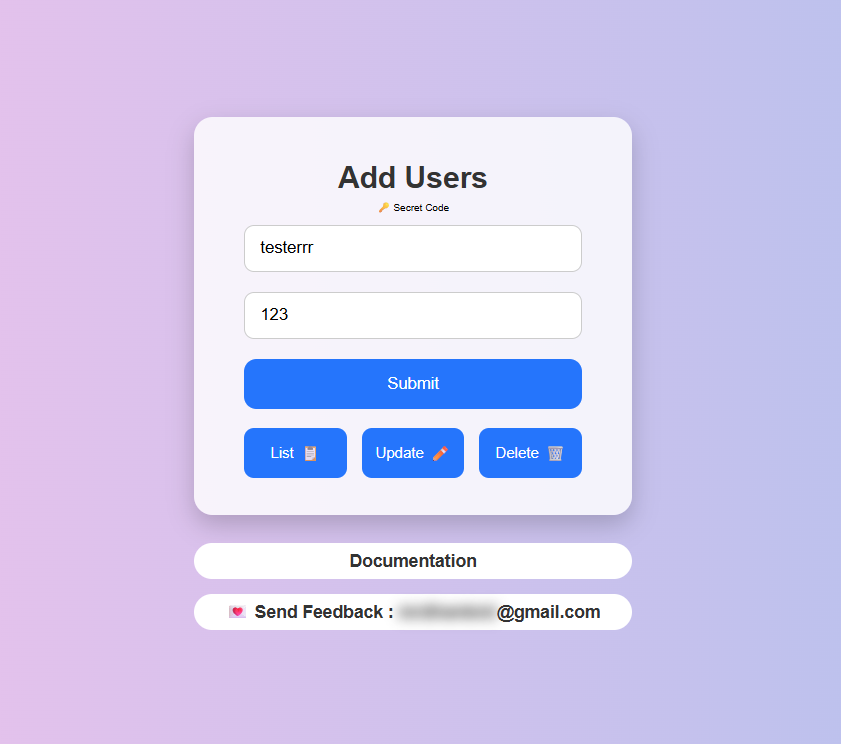 Add Users
🔑 Secret Code
testerrr
123
Submit
List 📋
Update ✏️
Delete 🗑️
Documentation
💌 Send Feedback : @gmail.com